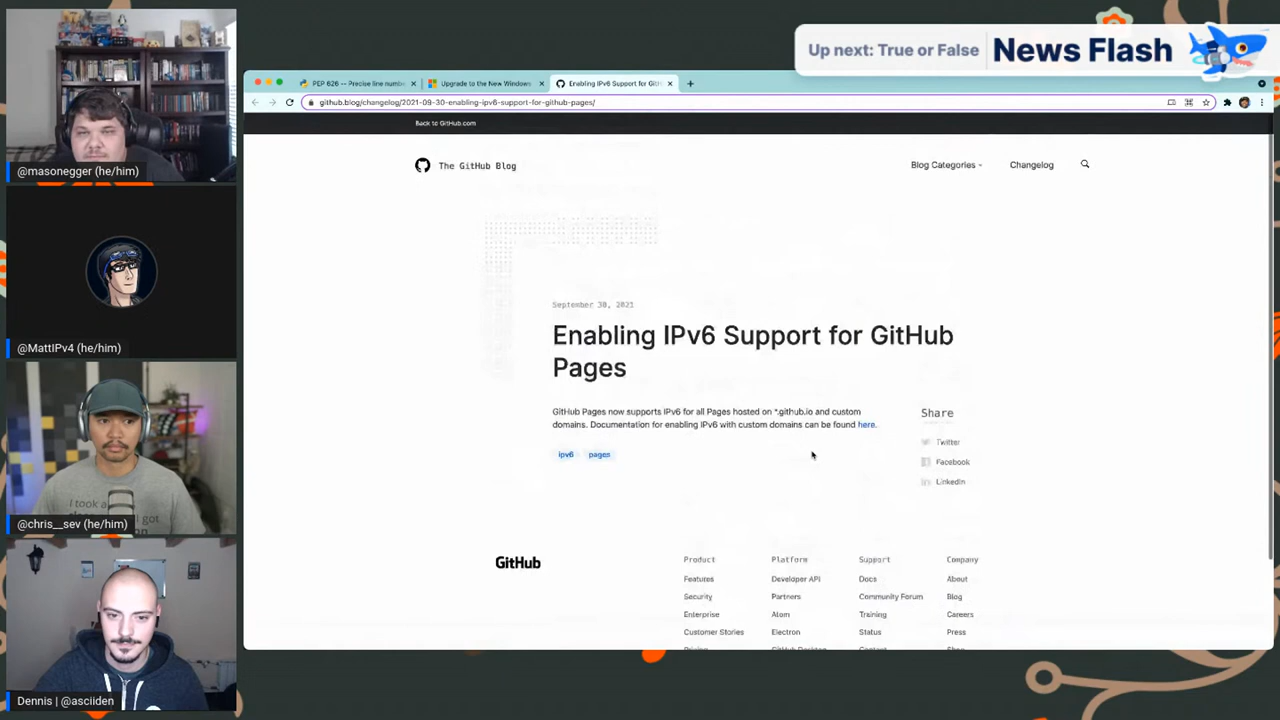 Up next: True or False
News Flash
PEP 626 -- Precise line numbe
Upgrade to the New Windows
Enabling IPv6 Support for GitH
github.blog/changelog/2021-09-30-enabling-ipv6-support-for-github-pages/
Back to GitHub.com
The GitHub Blog
Blog Categories
Changelog
September 30, 2021
Enabling IPv6 Support for GitHub
Pages
GitHub Pages now supports IPv6 for all Pages hosted on *.github.io and custom
domains. Documentation for enabling IPv6 with custom domains can be found here.
ipv6
pages
Share
Twitter
Facebook
LinkedIn
GitHub
Product
Features
Security
Enterprise
Customer Stories
Platform
Developer API
Partners
Atom
Electron
GitHub Desktop
Support
Docs
Community Forum
Training
Status
Company
About
Blog
Careers
Press
@masonegger (he/him)
@MattIPv4 (he/him)
I took a
@chris__sev (he/him)
Dennis | @asciiden